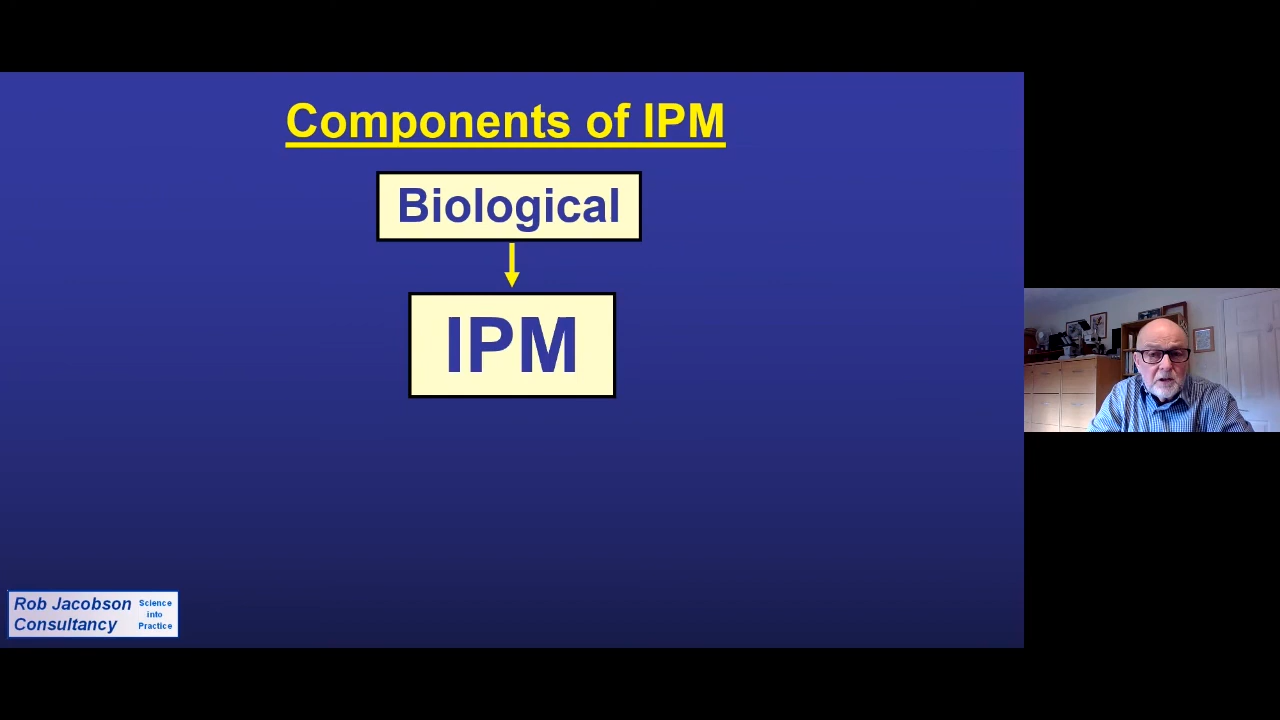 Components of IPM
Biological
IPM
Rob Jacobson
Consultancy
Science
into
Practice